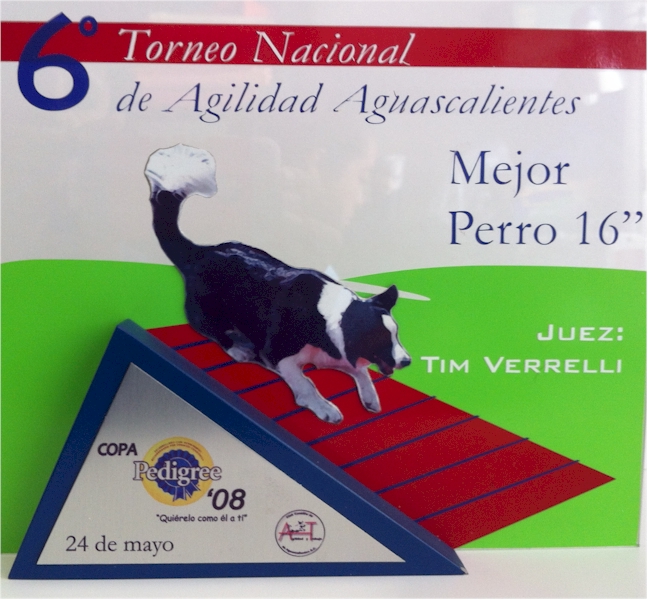 6° Torneo Nacional
de Agilidad Aguascalientes
Mejor
Perro 16”
Juez:
Tim Verrelli
COPA
Pedigree
'08
"Quiérelo como él a ti"
24 de mayo